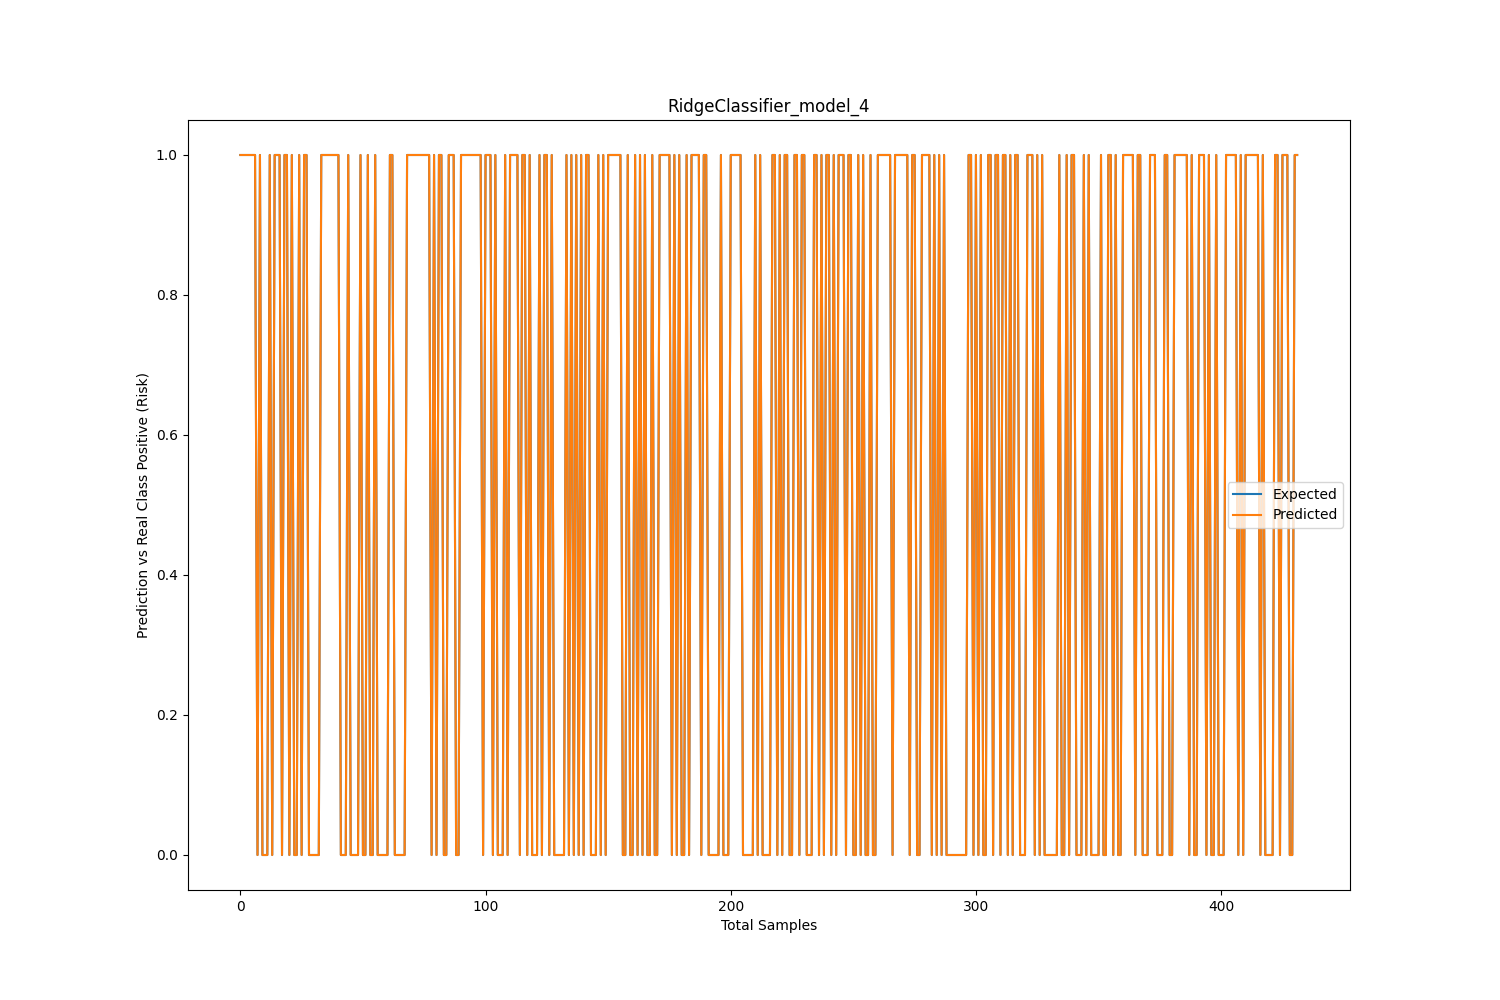 RidgeClassifier_model_4
1.0
0.8
0.6
0.4
0.2
0.0
Prediction vs Real Class Positive (Risk)
Expected
Predicted
0 100 200 300 400
Total Samples